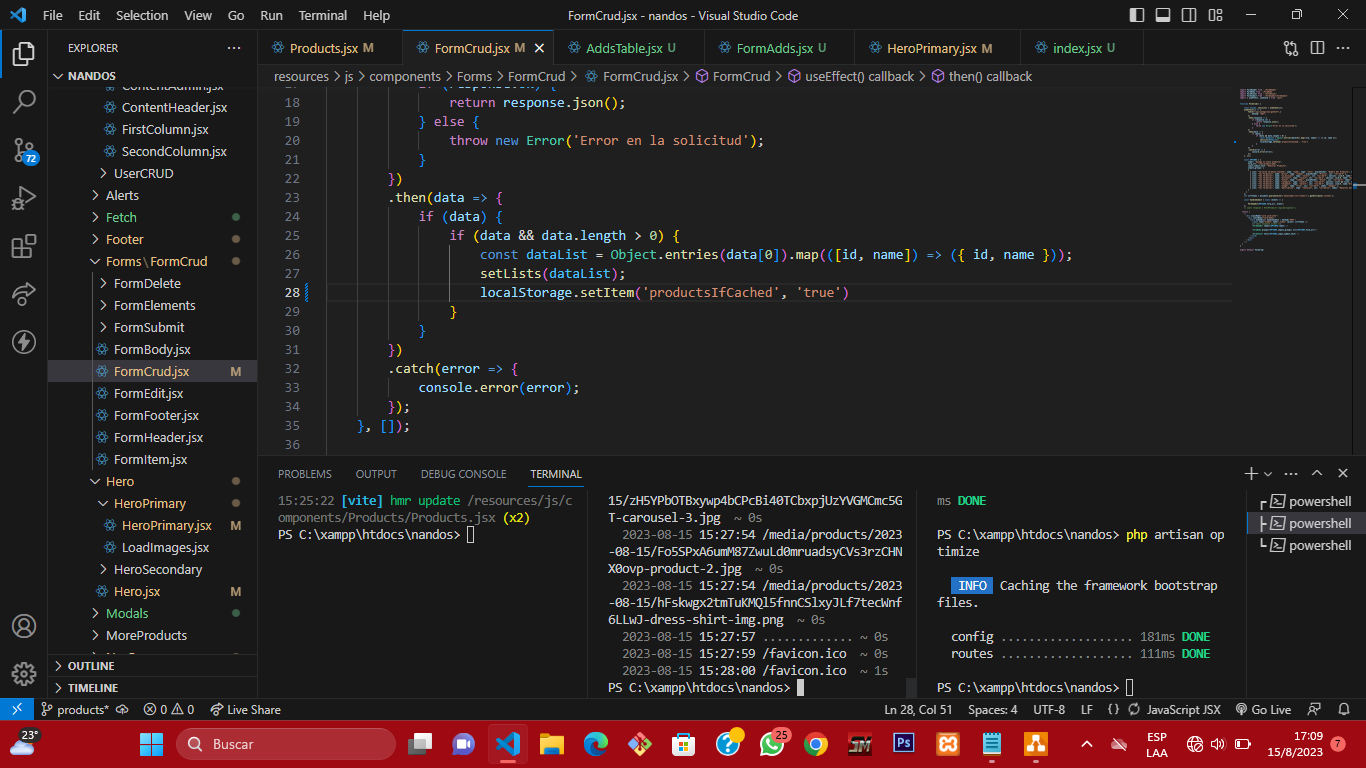 File Edit Selection View Go Run Terminal Help
FormCrud.jsx - nandos - Visual Studio Code
EXPLORER
NANDOS
ContentHeader.jsx
FirstColumn.jsx
SecondColumn.jsx
UserCRUD
Alerts
Fetch
Footer
Forms\FormCrud
FormDelete
FormElements
FormSubmit
FormBody.jsx
FormCrud.jsx M
FormEdit.jsx
FormFooter.jsx
FormHeader.jsx
FormItem.jsx
Hero
HeroPrimary
HeroPrimary.jsx M
LoadImages.jsx
HeroSecondary
Hero.jsx M
Modals
MoreProducts
OUTLINE
TIMELINE
72
Products.jsx M FormCrud.jsx M AddsTable.jsx U FormAdds.jsx U HeroPrimary.jsx M index.jsx U
resources > js > components > Forms > FormCrud > FormCrud.jsx > FormCrud > useEffect() callback > then() callback
18 return response.json();
19 } else {
20 throw new Error('Error en la solicitud');
21 }
22 })
23 .then(data => {
24 if (data) {
25 if (data && data.length > 0) {
26 const dataList = Object.entries(data[0]).map(([id, name]) => ({ id, name }));
27 setLists(dataList);
28 localStorage.setItem('productsIfCached', 'true')
29 }
30 }
31 })
32 .catch(error => {
33 console.error(error);
34 });
35 }, []);
36
PROBLEMS OUTPUT DEBUG CONSOLE TERMINAL
15:25:22 [vite] hmr update /resources/js/c
omponents/Products/Products.jsx (x2)
PS C:\xampp\htdocs\nandos>
15/zH5YPbOTBxywp4bCPcBi40TCbxpjUzYVGMCmc5G
T-carousel-3.jpg ~ 0s
2023-08-15 15:27:54 /media/products/2023
-08-15/Fo5SPxA6umM87ZwuLd0mruadsyCVs3rzCHN
X0ovp-product-2.jpg ~ 0s
2023-08-15 15:27:54 /media/products/2023
-08-15/hFskwgx2tmTuKMQl5fnnCSlxyJLf7tecWnf
6LLwJ-dress-shirt-img.png ~ 0s
2023-08-15 15:27:57 ............. ~ 0s
2023-08-15 15:27:59 /favicon.ico ~ 0s
2023-08-15 15:28:00 /favicon.ico ~ 1s
PS C:\xampp\htdocs\nandos>
ms DONE
PS C:\xampp\htdocs\nandos> php artisan op
timize
INFO Caching the framework bootstrap
files.
config ................... 181ms DONE
routes ................... 111ms DONE
PS C:\xampp\htdocs\nandos>
powershell
powershell
powershell
products* 0 0 Live Share Ln 28, Col 51 Spaces: 4 UTF-8 LF {} JavaScript JSX Go Live
23° Buscar 25 SM Ps ESP
LAA
17:09
15/8/2023 7